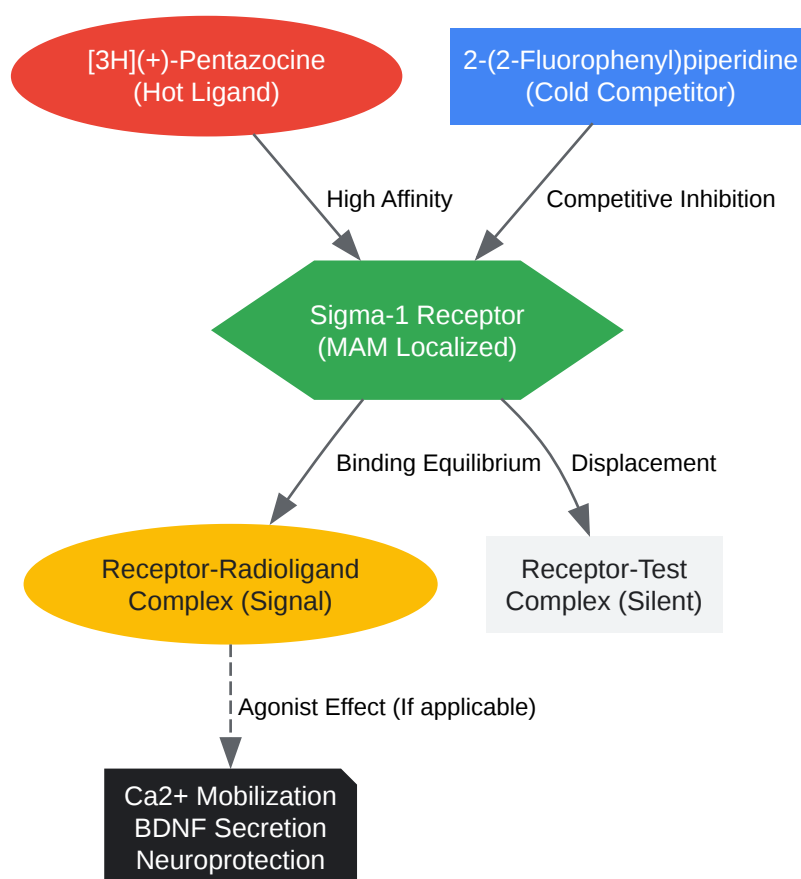 [3H](+)-Pentazocine
(Hot Ligand)
2-(2-Fluorophenyl)piperidine
(Cold Competitor)
High Affinity
Competitive Inhibition
Sigma-1 Receptor
(MAM Localized)
Binding Equilibrium
Displacement
Receptor-Radioligand
Complex (Signal)
Receptor-Test
Complex (Silent)
Agonist Effect (If applicable)
Ca2+ Mobilization
BDNF Secretion
Neuroprotection